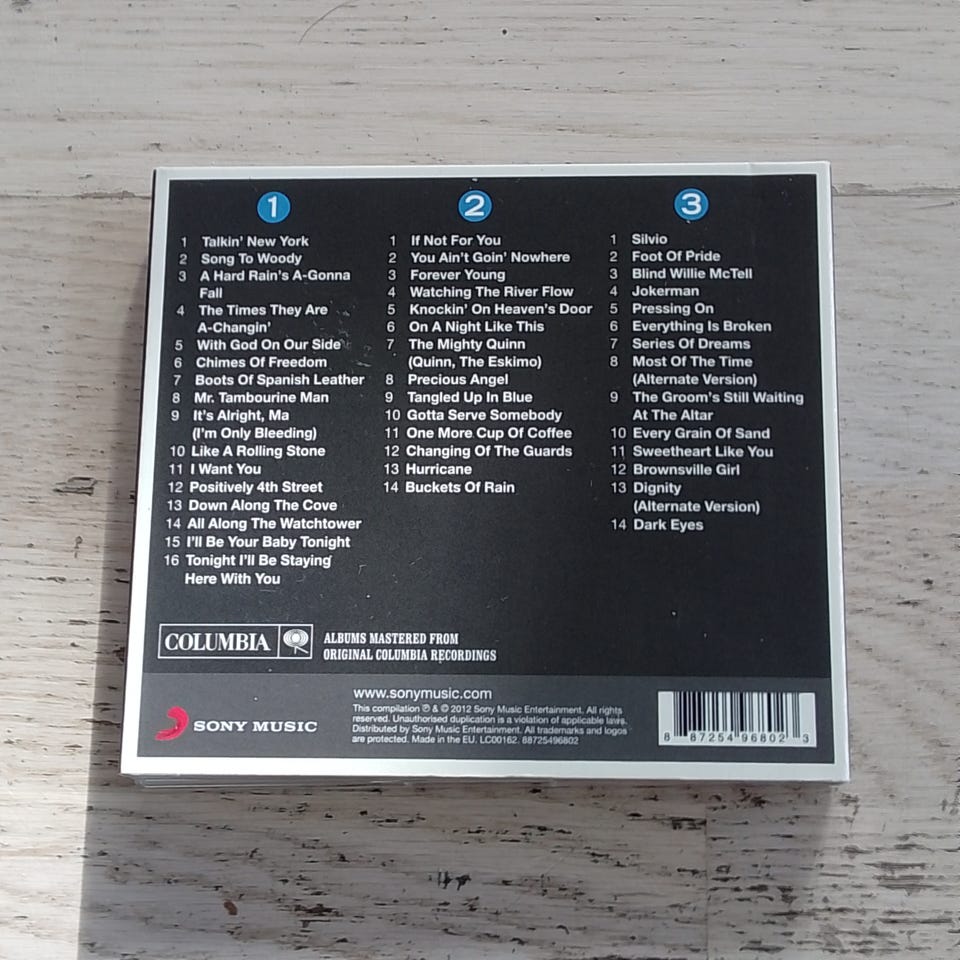 1
1 Talkin' New York
2 Song To Woody
3 A Hard Rain's A-Gonna
Fall
4 The Times They Are
A-Changin'
5 With God On Our Side
6 Chimes Of Freedom
7 Boots Of Spanish Leather
8 Mr. Tambourine Man
9 It's Alright, Ma
(I'm Only Bleeding)
10 Like A Rolling Stone
11 I Want You
12 Positively 4th Street
13 Down Along The Cove
14 All Along The Watchtower
15 I'll Be Your Baby Tonight
16 Tonight I'll Be Staying
Here With You
2
1 If Not For You
2 You Ain't Goin' Nowhere
3 Forever Young
4 Watching The River Flow
5 Knockin' On Heaven's Door
6 On A Night Like This
7 The Mighty Quinn
(Quinn, The Eskimo)
8 Precious Angel
9 Tangled Up In Blue
10 Gotta Serve Somebody
11 One More Cup Of Coffee
12 Changing Of The Guards
13 Hurricane
14 Buckets Of Rain
3
1 Silvio
2 Foot Of Pride
3 Blind Willie McTell
4 Jokerman
5 Pressing On
6 Everything Is Broken
7 Series Of Dreams
8 Most Of The Time
(Alternate Version)
9 The Groom's Still Waiting
At The Altar
10 Every Grain Of Sand
11 Sweetheart Like You
12 Brownsville Girl
13 Dignity
(Alternate Version)
14 Dark Eyes
COLUMBIA
ALBUMS MASTERED FROM
ORIGINAL COLUMBIA RECORDINGS
SONY MUSIC
www.sonymusic.com
This compilation ℗ & © 2012 Sony Music Entertainment. All rights
reserved. Unauthorised duplication is a violation of applicable laws.
Distributed by Sony Music Entertainment. All trademarks and logos
are protected. Made in the EU. LC00162. 88725496802
8 87254 96802 3